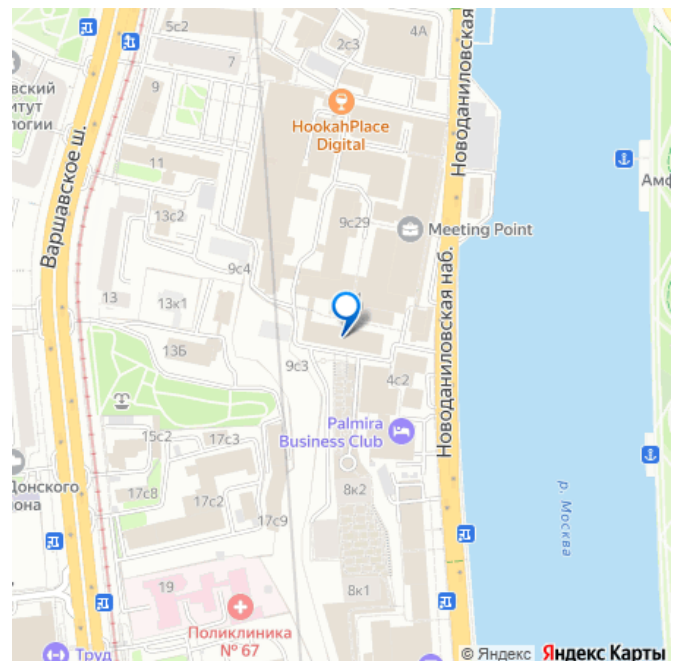 5с2
2с3
4А
7
9
вский
итут
логии
HookahPlace
Digital
Новоданиловская
Варшавское ш.
11
13с2
9с29
Meeting Point
Амф
9с4
13
13к1
13Б
9с3
4с2
Новоданиловская наб.
Palmira
Business Club
15с2
17с3
17с8
17с2
17с9
Донского
она
8к2
р. Москва
19
8к1
Поликлиника
№ 67
Труд
© Яндекс Яндекс Карты